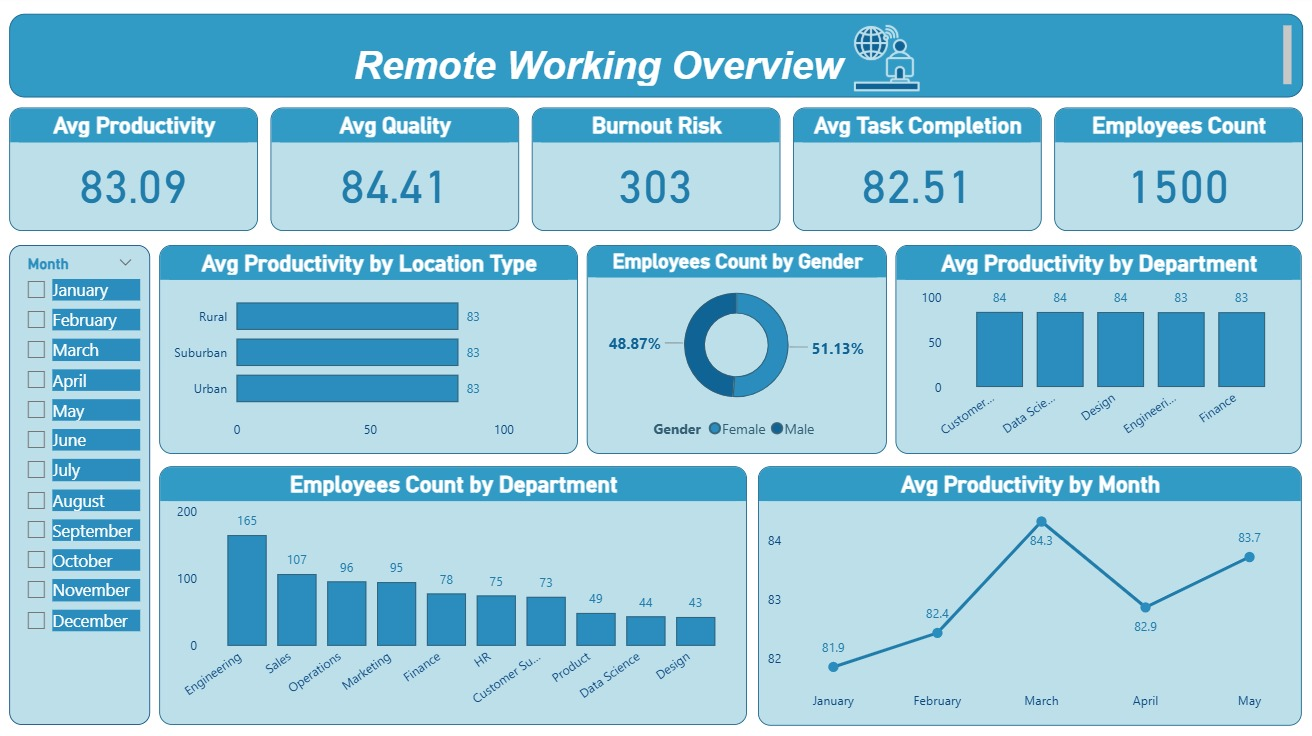 Remote Working Overview
Avg Productivity
83.09
Avg Quality
84.41
Burnout Risk
303
Avg Task Completion
82.51
Employees Count
1500
Month
January
February
March
April
May
June
July
August
September
October
November
December
Avg Productivity by Location Type
Rural
83
Suburban
83
Urban
83
0
50
100
Employees Count by Gender
48.87%
51.13%
Gender Female Male
Avg Productivity by Department
100
50
0
84
84
84
83
83
Customer...
Data Scie...
Design
Engineeri...
Finance
Employees Count by Department
200
100
0
165
107
96
95
78
75
73
49
44
43
Engineering
Sales
Operations
Marketing
Finance
HR
Customer Su...
Product
Data Science
Design
Avg Productivity by Month
84
83
82
81.9
82.4
84.3
82.9
83.7
January
February
March
April
May